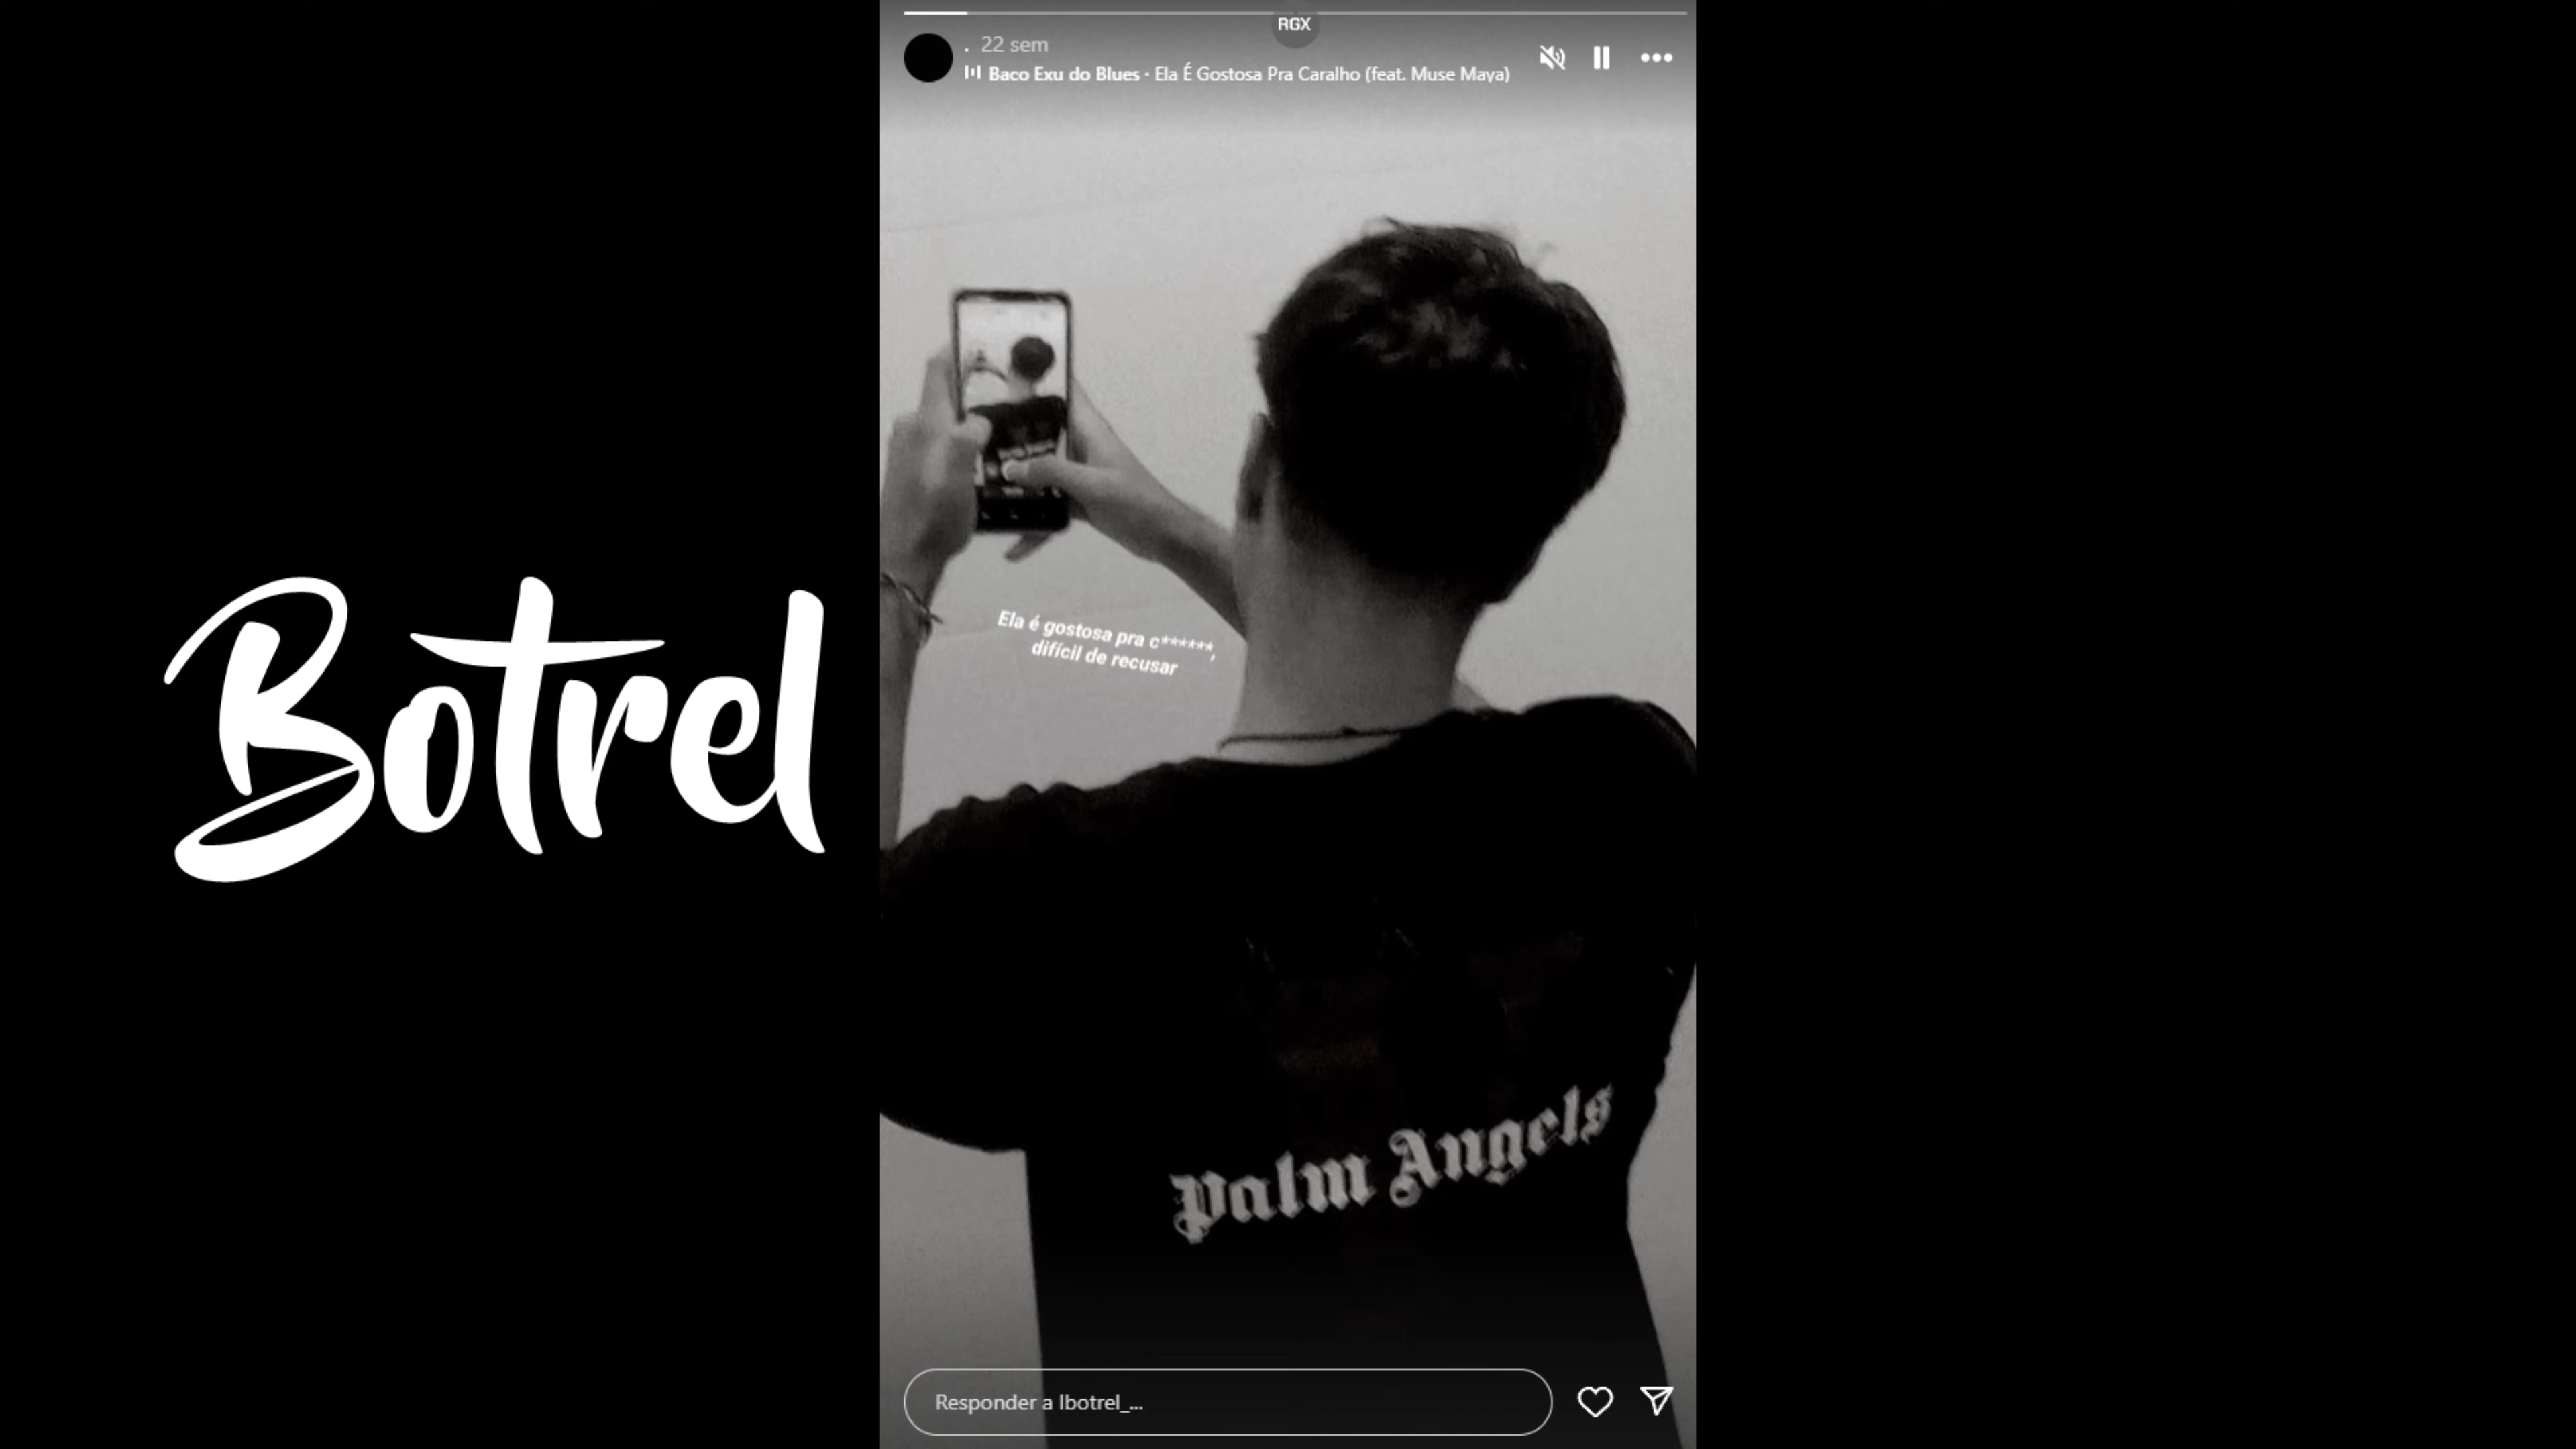 RGX
. 22 sem
Baco Exu do Blues · Ela É Gostosa Pra Caralho (feat. Muse Maya)
Ela é gostosa pra c******,
difícil de recusar
Botrel
Palm Angels
Responder a lbotrel_...